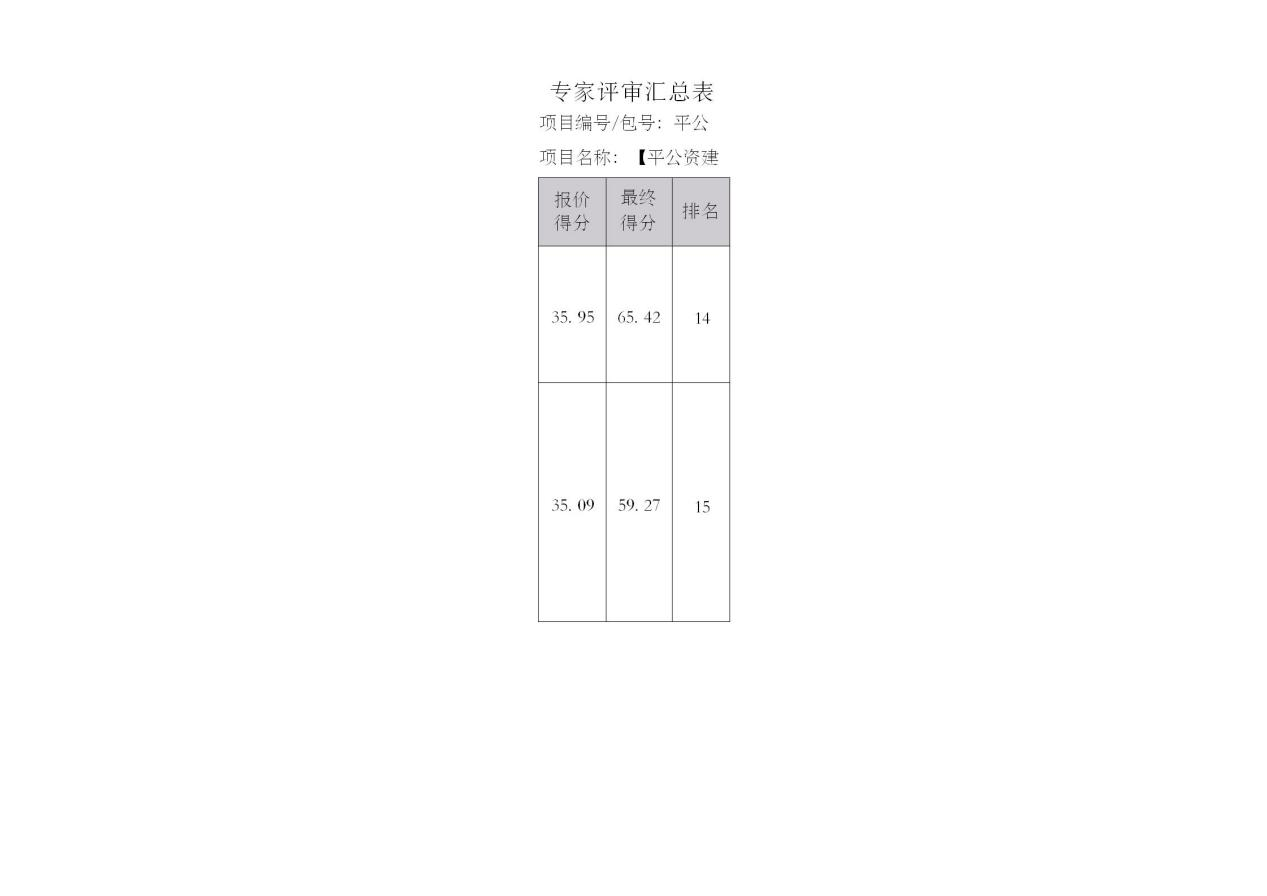 专家评审汇总表
项目编号/包号：平公
项目名称：【平公资建
报价 最终 排名
得分 得分
35.95 65.42 14
35.09 59.27 15